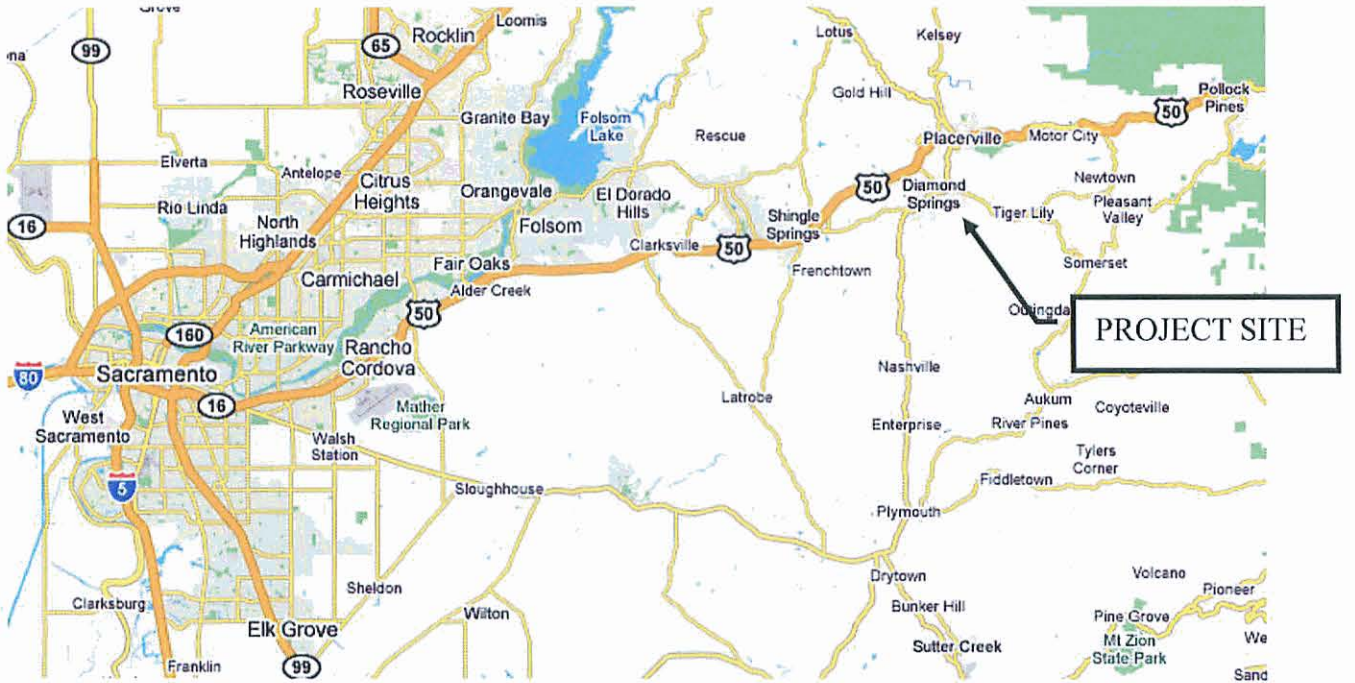 Loomis
99
65
Rocklin
Lotus
Kelsey
Roseville
Gold Hill
Pollock
Pines
50
Granite Bay
Folsom
Lake
Rescue
Placerville
Motor City
Elverta
Antelope
Citrus
Heights
Orangevale
El Dorado
Hills
50
Diamond
Springs
Newtown
16
Rio Linda
North
Highlands
Folsom
Shingle
Springs
Tiger Lily
Pleasant
Valley
Clarksville
50
Carmichael
Fair Oaks
Frenchtown
Somerset
Alder Creek
50
PROJECT SITE
160
American
River Parkway
Rancho
Cordova
80
Sacramento
Nashville
16
Mather
Regional Park
Latrobe
Aukum
Coyoteville
West
Sacramento
Walsh
Station
Enterprise
River Pines
5
Tylers
Corner
Sloughhouse
Fiddletown
Plymouth
Sheldon
Drytown
Volcano
Pioneer
Clarksburg
Wilton
Bunker Hill
Pine Grove
Elk Grove
Sutter Creek
Mt Zion
State Park
We
Franklin
99
Sand